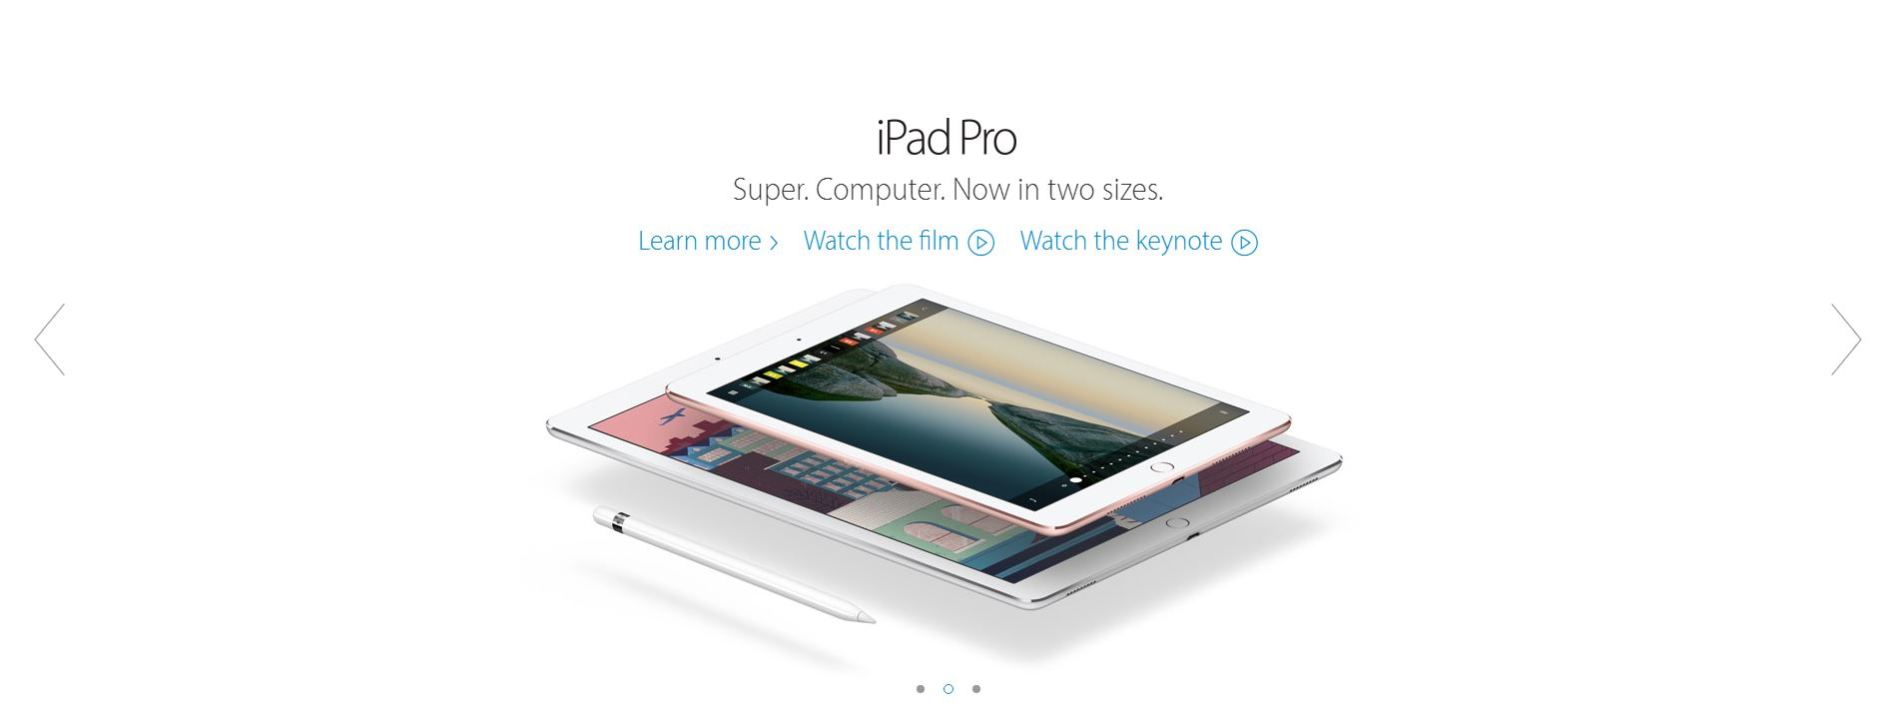 iPad Pro
Super. Computer. Now in two sizes.
Learn more > Watch the film Watch the keynote